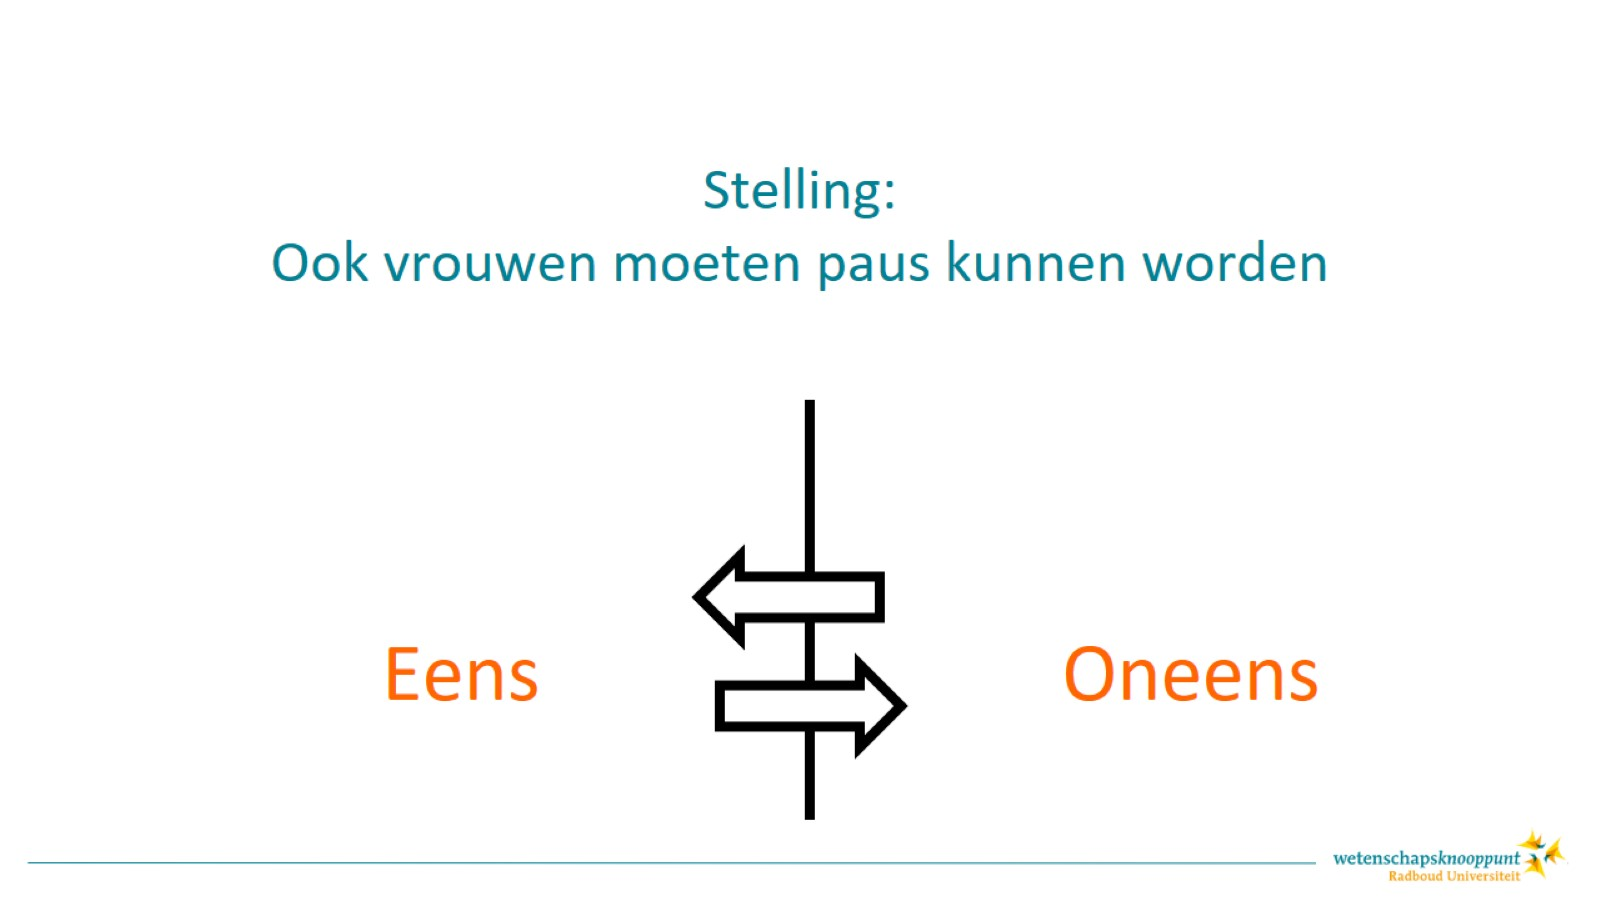 Stelling:
Ook vrouwen moeten paus kunnen worden
Eens
Oneens
wetenschapsknooppunt
Radboud Universiteit